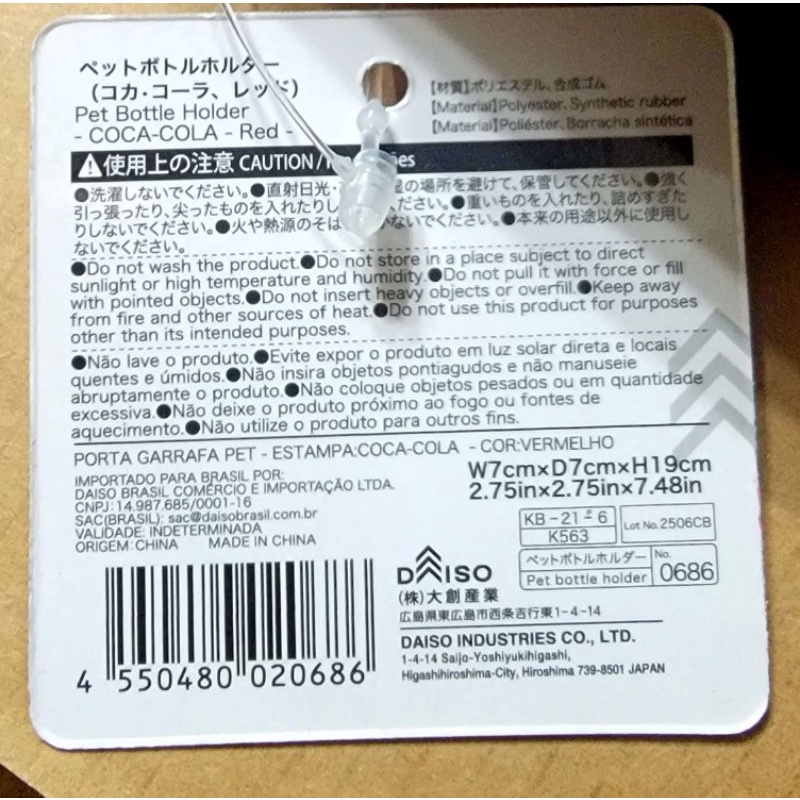 ペットボトルホルダー
（コカ・コーラ、レッド）
Pet Bottle Holder
- COCA-COLA - Red -
【材質】ポリエステル、合成ゴム
【Material】Polyester, Synthetic rubber
【Material】Poliéster, Borracha sintética
使用上の注意 CAUTION /
●洗濯しないでください。●直射日光・ の場所を避けて、保管してください。●強く
引っ張ったり、尖ったものを入れたりし ださい。●重いものを入れたり、詰めすぎた
りしないでください。●火や熱源のそば かないでください。●本来の用途以外に使用し
ないでください。
●Do not wash the product.●Do not store in a place subject to direct
sunlight or high temperature and humidity.●Do not pull it with force or fill
with pointed objects.●Do not insert heavy objects or overfill.●Keep away
from fire and other sources of heat.●Do not use this product for purposes
other than its intended purposes.
●Não lave o produto.●Evite expor o produto em luz solar direta e locais
quentes e úmidos.●Não insira objetos pontiagudos e não manuseie
abruptamente o produto.●Não coloque objetos pesados ou em quantidade
excessiva.●Não deixe o produto próximo ao fogo ou fontes de
aquecimento.●Não utilize o produto para outros fins.
PORTA GARRAFA PET - ESTAMPA:COCA-COLA - COR:VERMELHO
IMPORTADO PARA BRASIL POR:
DAISO BRASIL COMÉRCIO E IMPORTAÇÃO LTDA.
CNPJ:14.987.685/0001-16
SAC(BRASIL): sac@daisobrasil.com.br
VALIDADE: INDETERMINADA
ORIGEM:CHINA MADE IN CHINA
W7cm×D7cm×H19cm
2.75in×2.75in×7.48in
KB-21 6
K563
Lot No. 2506CB
ペットボトルホルダー
Pet bottle holder
No.
0686
4 550480 020686
DAISO
(株)大創産業
広島県東広島市西条吉行東1-4-14
DAISO INDUSTRIES CO., LTD.
1-4-14 Saijo-Yoshiyukihigashi,
Higashihiroshima-City, Hiroshima 739-8501 JAPAN